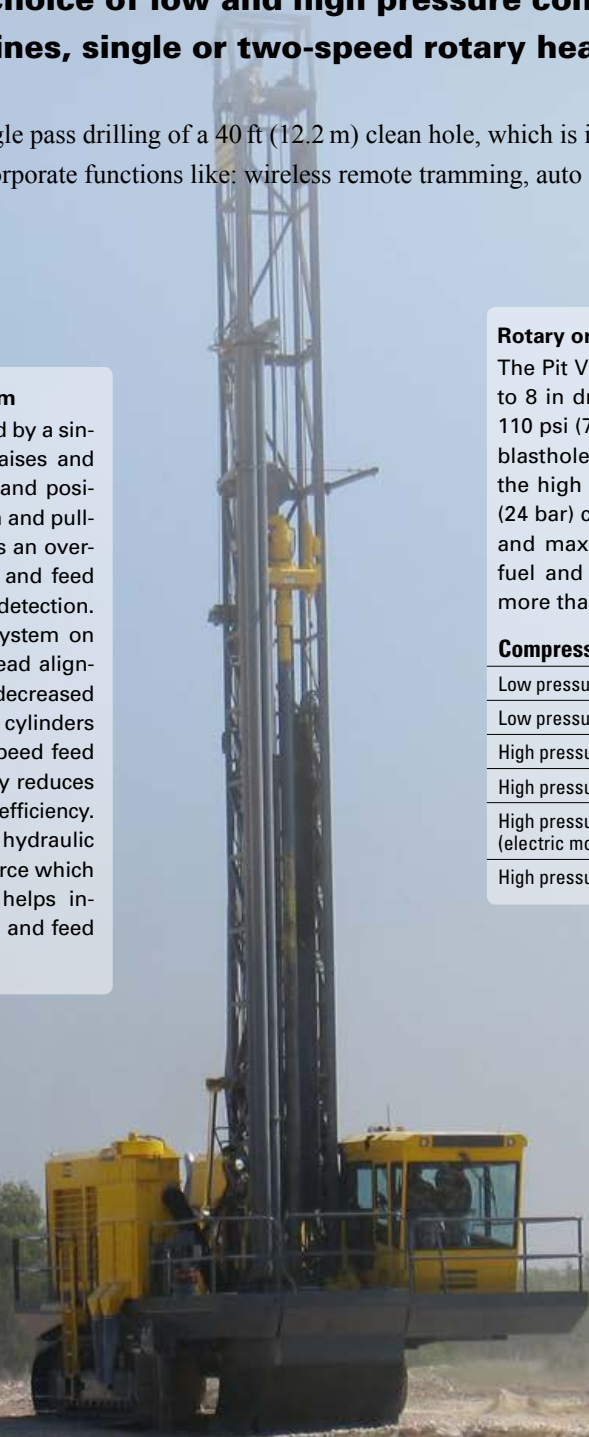 choice of low and high pressure con
ines, single or two-speed rotary hea
gle pass drilling of a 40 ft (12.2 m) clean hole, which is i
orporate functions like: wireless remote tramming, auto
m
d by a sin-
aises and
and posi-
n and pull-
s an over-
and feed
detection.
ystem on
ead align-
decreased
cylinders
peed feed
y reduces
efficiency.
hydraulic
rce which
helps in-
and feed
Rotary or
The Pit V
to 8 in dr
110 psi (7
blasthole
the high
(24 bar) c
and max
fuel and
more tha
Compress
Low pressu
Low pressu
High pressu
High pressu
High pressu
(electric mo
High pressu